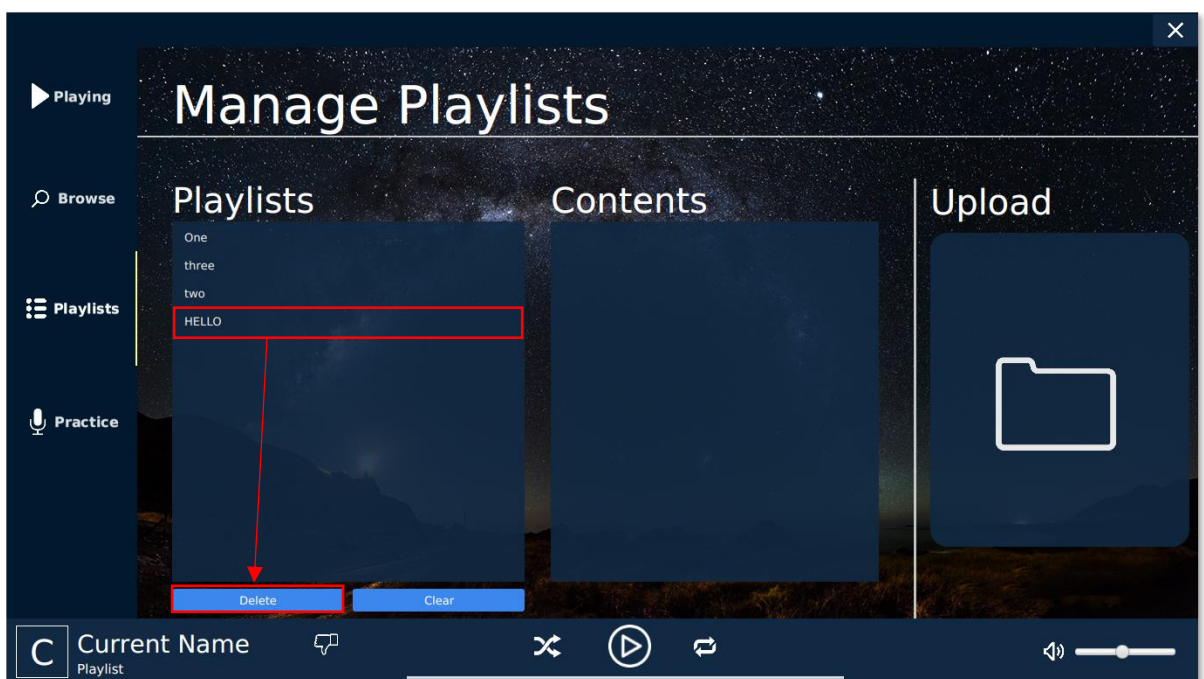 Playing
Manage Playlists
Browse
Playlists
Contents
Upload
One
three
two
HELLO
Playlists
Practice
Delete
Clear
C
Current Name
Playlist